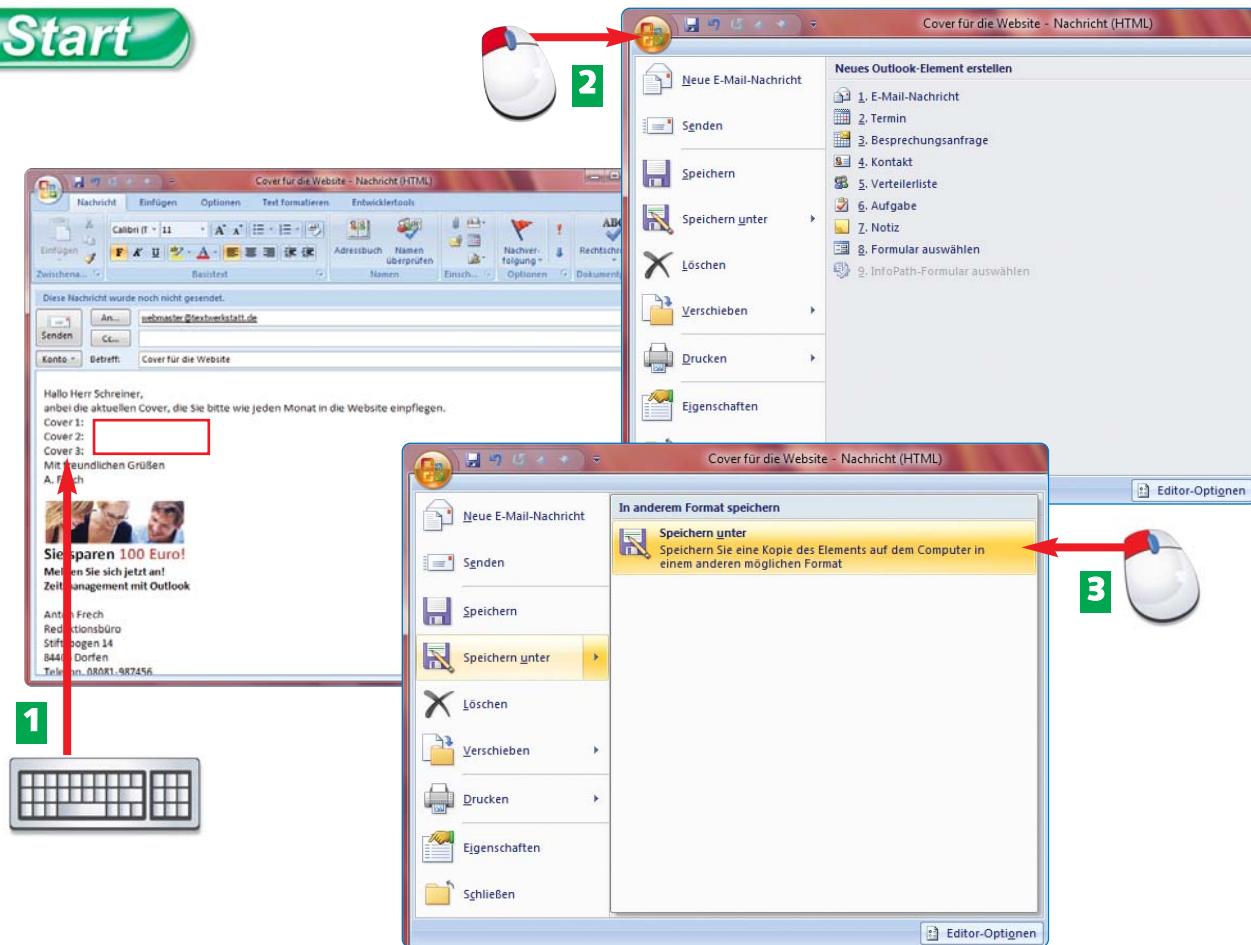 Start
2
Cover für die Website - Nachricht (HTML)
Neue E-Mail-Nachricht
Senden
Speichern
Speichern unter
Löschen
Verschieben
Drucken
Eigenschaften
Neues Outlook-Element erstellen
1. E-Mail-Nachricht
2. Termin
3. Besprechungsanfrage
4. Kontakt
5. Verteilerliste
6. Aufgabe
7. Notiz
8. Formular auswählen
9. InfoPath-Formular auswählen
Editor-Optionen
Cover für die Website - Nachricht (HTML)
Nachricht Einfügen Optionen Text formatieren Entwicklertools
Calibri (T 11
F K U
Einfügen
Adressbuch Namen überprüfen
Nachver-
folgung
Zwischena... Basistext Namen Einsch... Optionen
Diese Nachricht wurde noch nicht gesendet.
Senden
An... webmaster@textwerkstatt.de
Cc...
Konto Betreff: Cover für die Website
Hallo Herr Schreiner,
anbei die aktuellen Cover, die Sie bitte wie jeden Monat in die Website einpflegen.
Cover 1:
Cover 2:
Cover 3:
Mit freundlichen Grüßen
A. Frech
Sie sparen 100 Euro!
Melden Sie sich jetzt an!
Zeitmanagement mit Outlook
Anton Frech
Redaktionsbüro
Stiftsbogen 14
Dorfen
Telefon. 08081-987456
1
Cover für die Website - Nachricht (HTML)
Neue E-Mail-Nachricht
Senden
Speichern
Speichern unter
Löschen
Verschieben
Drucken
Eigenschaften
Schließen
In anderem Format speichern
Speichern unter
Speichern Sie eine Kopie des Elements auf dem Computer in
einem anderen möglichen Format
Editor-Optionen
3